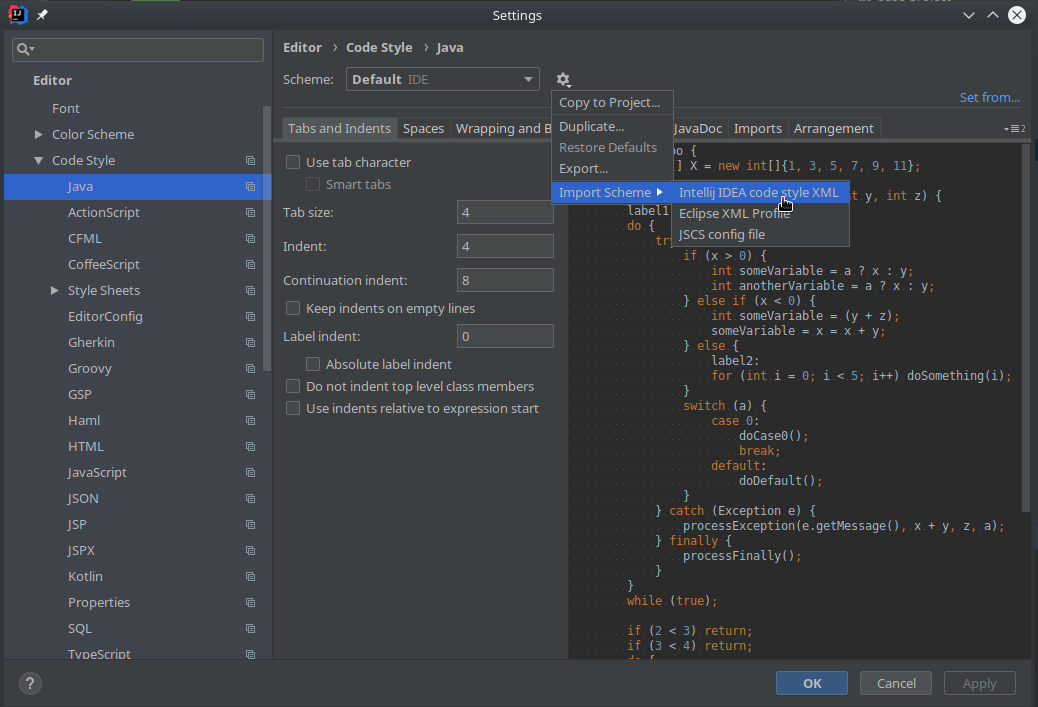 Settings
Editor
Font
Color Scheme
Code Style
Java
ActionScript
CFML
CoffeeScript
Style Sheets
EditorConfig
Gherkin
Groovy
GSP
Haml
HTML
JavaScript
JSON
JSP
JSPX
Kotlin
Properties
SQL
TypeScript
Editor › Code Style › Java
Scheme: Default IDE
Set from...
Tabs and Indents Spaces Wrapping and B JavaDoc Imports Arrangement
Copy to Project...
Duplicate...
Restore Defaults
Export...
Import Scheme
Intellij IDEA code style XML
Eclipse XML Profile
JSCS config file
Use tab character
Smart tabs
Tab size: 4
Indent: 4
Continuation indent: 8
Keep indents on empty lines
Label indent: 0
Absolute label indent
Do not indent top level class members
Use indents relative to expression start
oo {
[] X = new int[]{1, 3, 5, 7, 9, 11};
t y, int z) {
label1
do {
try
if (x > 0) {
int someVariable = a ? x : y;
int anotherVariable = a ? x : y;
} else if (x < 0) {
int someVariable = (y + z);
someVariable = x = x + y;
} else {
label2:
for (int i = 0; i < 5; i++) doSomething(i);
}
switch (a) {
case 0:
doCase0();
break;
default:
doDefault();
}
} catch (Exception e) {
processException(e.getMessage(), x + y, z, a);
} finally {
processFinally();
}
}
while (true);
if (2 < 3) return;
if (3 < 4) return;
do {
?
OK Cancel Apply